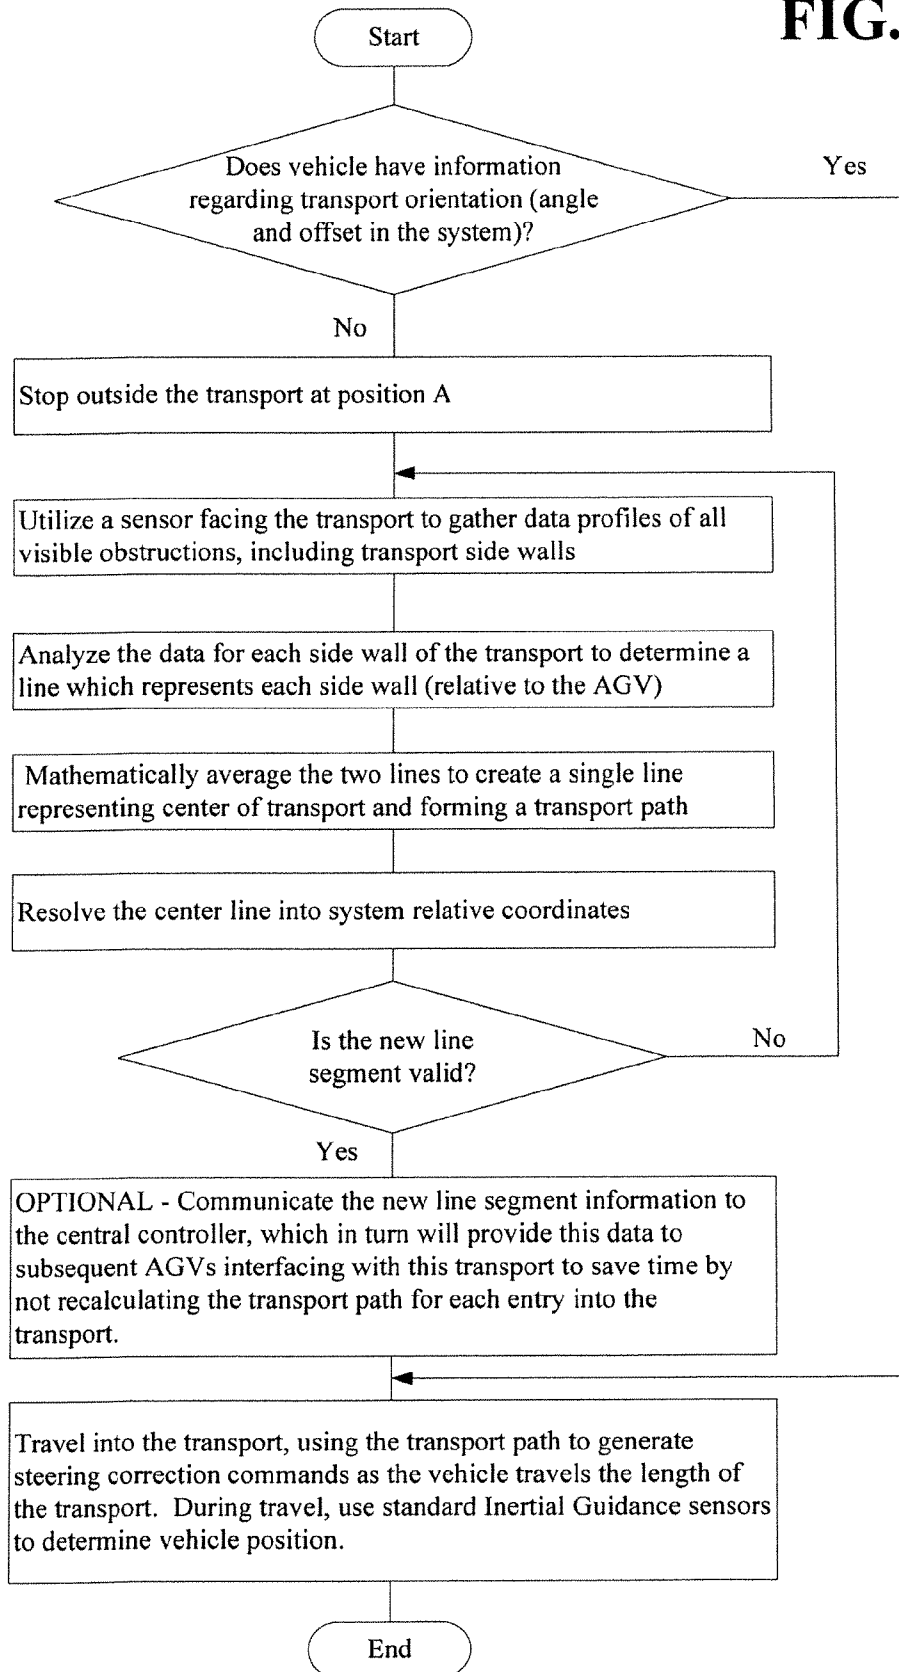 FIG.
Start
Does vehicle have information
regarding transport orientation (angle
and offset in the system)?
Yes
No
Stop outside the transport at position A
Utilize a sensor facing the transport to gather data profiles of all
visible obstructions, including transport side walls
Analyze the data for each side wall of the transport to determine a
line which represents each side wall (relative to the AGV)
Mathematically average the two lines to create a single line
representing center of transport and forming a transport path
Resolve the center line into system relative coordinates
Is the new line
segment valid?
No
Yes
OPTIONAL - Communicate the new line segment information to
the central controller, which in turn will provide this data to
subsequent AGVs interfacing with this transport to save time by
not recalculating the transport path for each entry into the
transport.
Travel into the transport, using the transport path to generate
steering correction commands as the vehicle travels the length of
the transport. During travel, use standard Inertial Guidance sensors
to determine vehicle position.
End